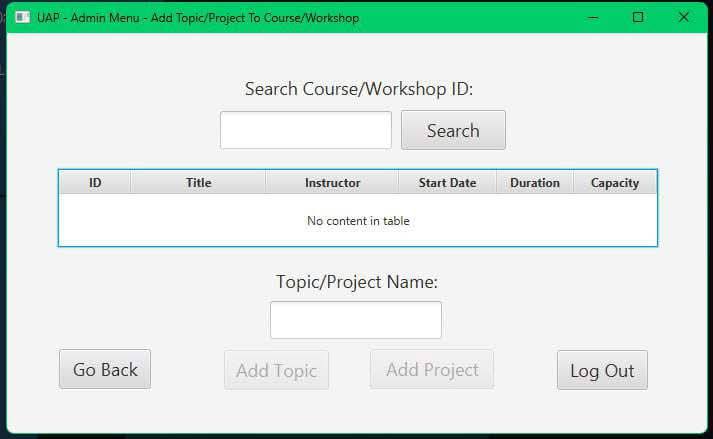 UAP - Admin Menu - Add Topic/Project To Course/Workshop
Search Course/Workshop ID:
Search
ID Title Instructor Start Date Duration Capacity
No content in table
Topic/Project Name:
Go Back Add Topic Add Project Log Out